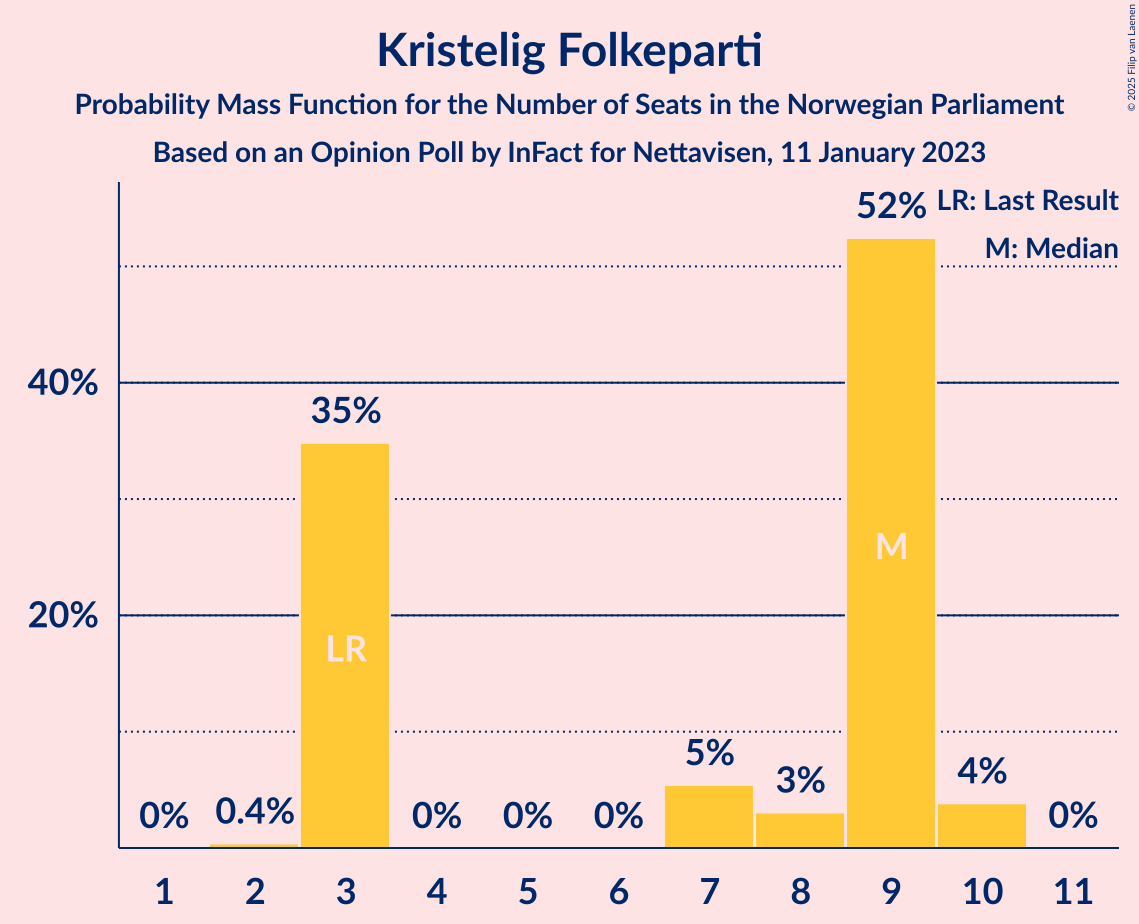 Kristelig Folkeparti
Probability Mass Function for the Number of Seats in the Norwegian Parliament
Based on an Opinion Poll by InFact for Nettavisen, 11 January 2023
© 2025 Filip van Laenen
LR: Last Result
M: Median
40%
20%
0%
0.4%
35%
0%
0%
0%
5%
3%
52%
4%
0%
LR
M
1 2 3 4 5 6 7 8 9 10 11